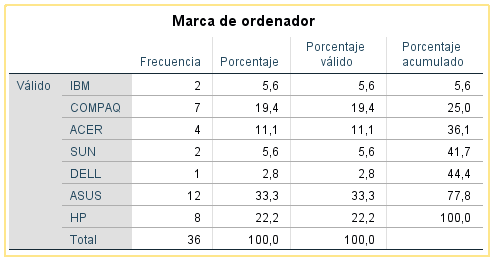 Marca de ordenador
Frecuencia Porcentaje Porcentaje válido Porcentaje acumulado
Válido IBM 2 5,6 5,6 5,6
COMPAQ 7 19,4 19,4 25,0
ACER 4 11,1 11,1 36,1
SUN 2 5,6 5,6 41,7
DELL 1 2,8 2,8 44,4
ASUS 12 33,3 33,3 77,8
HP 8 22,2 22,2 100,0
Total 36 100,0 100,0